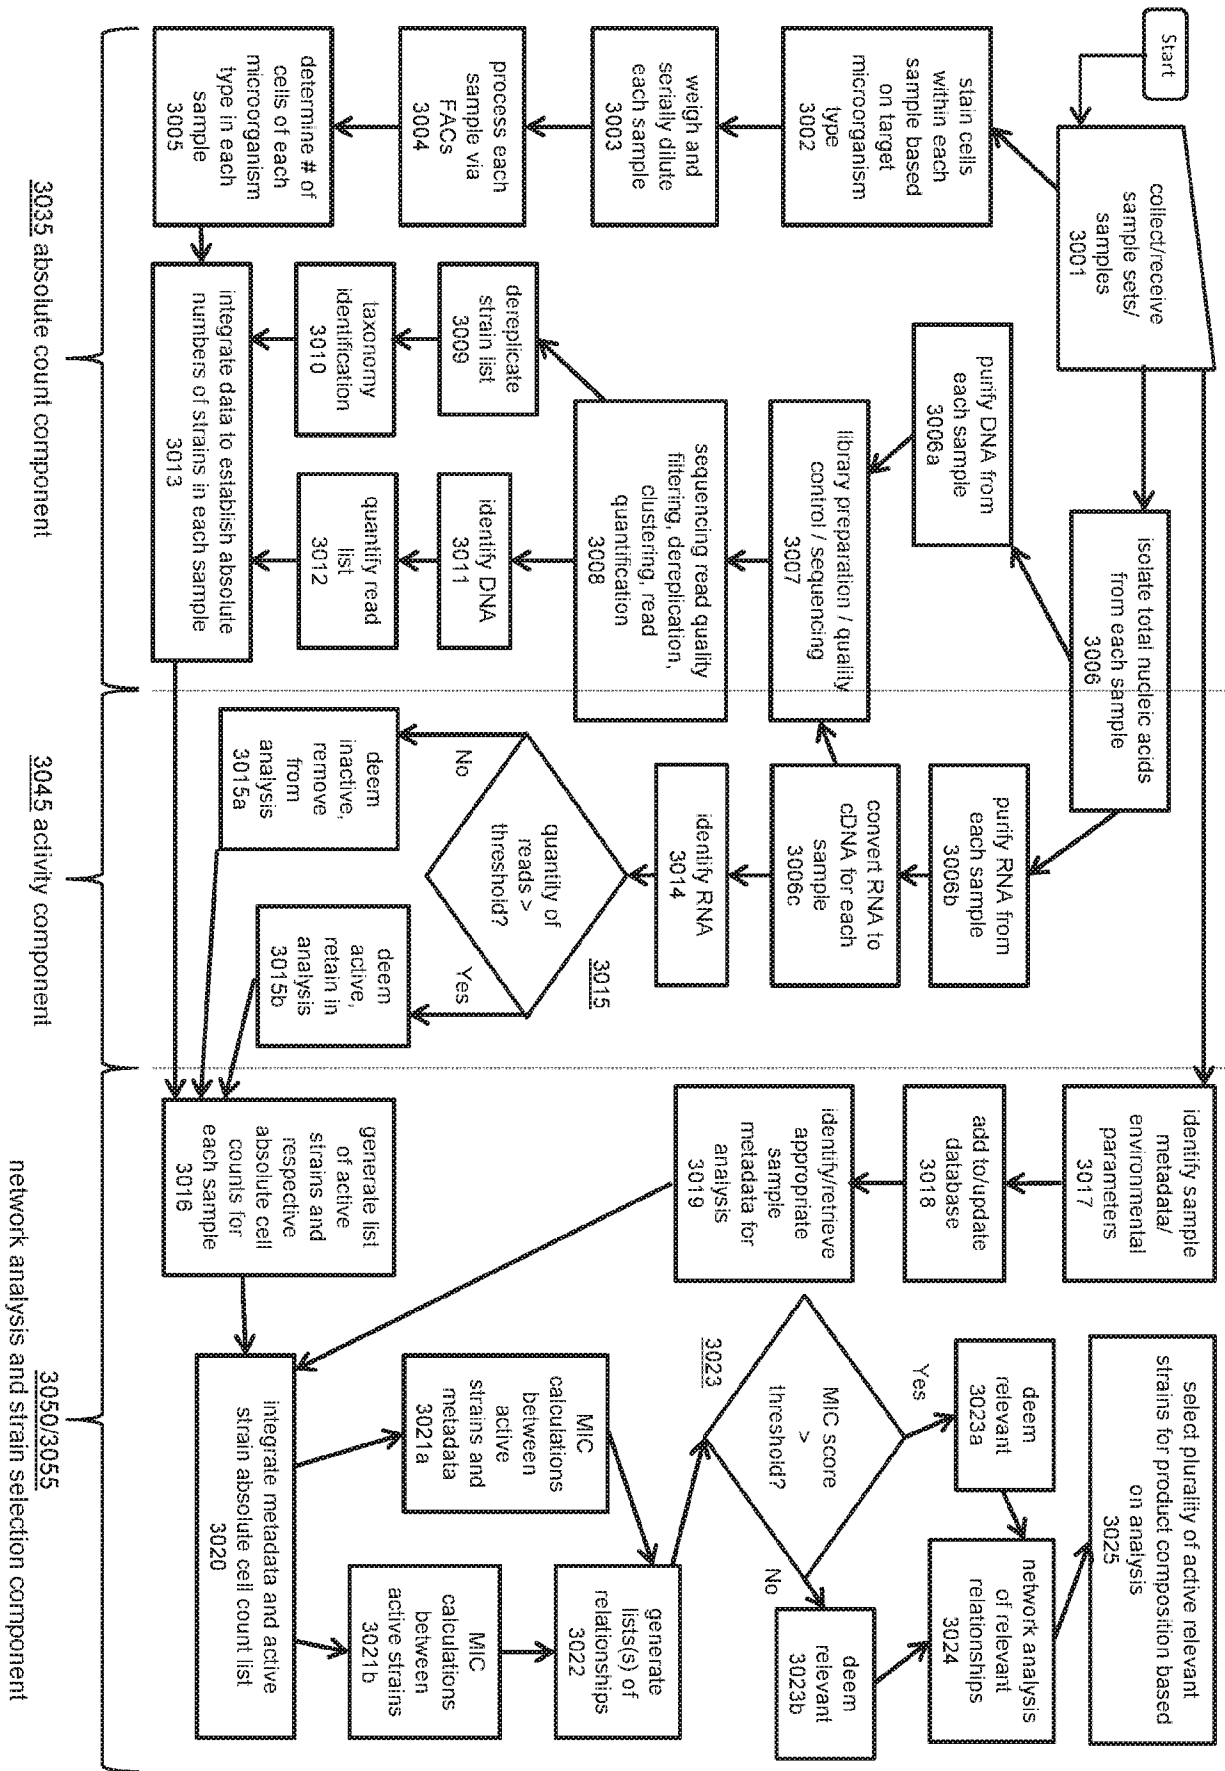 Start
collect/receive
sample sets/
samples
3001
stain cells
within each
sample based
on target
microorganism
type
3002
weigh and
serially dilute
each sample
3003
process each
sample via
FACs
3004
determine # of
cells of each
microorganism
type in each
sample
3005
isolate total nucleic acids
from each sample
3006
purify DNA from
each sample
3006a
library preparation / quality
control / sequencing
3007
sequencing read quality
filtering, dereplication,
clustering, read
quantification
3008
dereplicate
strain list
3009
taxonomy
identification
3010
identify DNA
3011
quantify read
list
3012
integrate data to establish absolute
numbers of strains in each sample
3013
3035 absolute count component
purify RNA from
each sample
3006b
convert RNA to
cDNA for each
sample
3006c
identify RNA
3014
3015
quantity of
reads >
threshold?
No
Yes
deem
inactive,
remove
from
analysis
3015a
deem
active,
retain in
analysis
3015b
3045 activity component
identify sample
metadata/
environmental
parameters
3017
add to/update
database
3018
identify/retrieve
appropriate
sample
metadata for
analysis
3019
generate list
of active
strains and
respective
absolute cell
counts for
each sample
3016
integrate metadata and active
strain absolute cell count list
3020
MIC
calculations
between
active
strains and
metadata
3021a
MIC
calculations
between
active strains
3021b
generate
lists(s) of
relationships
3022
3023
MIC score
>
threshold?
Yes
No
deem
relevant
3023a
deem
relevant
3023b
network analysis
of relevant
relationships
3024
select plurality of active relevant
strains for product composition based
on analysis
3025
3050/3055
network analysis and strain selection component